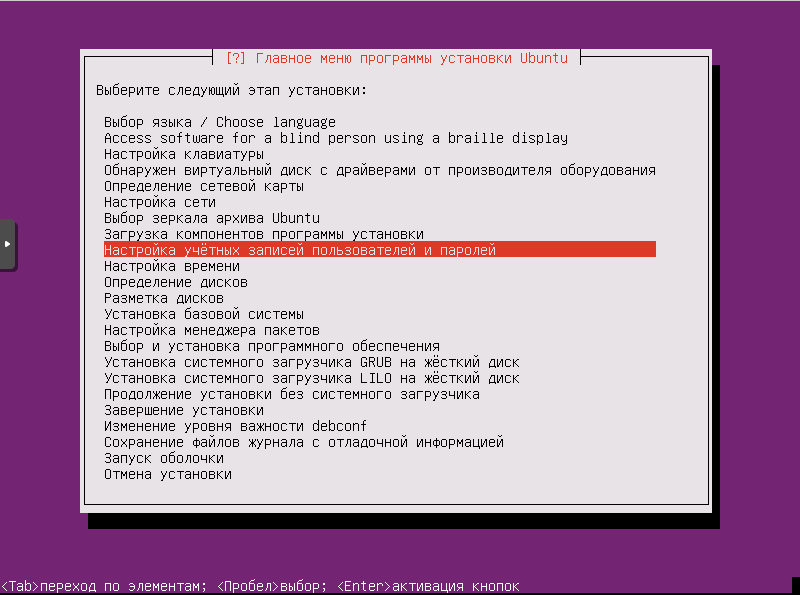 [?] Главное меню программы установки Ubuntu
Выберите следующий этап установки:
Выбор языка / Choose language
Access software for a blind person using a braille display
Настройка клавиатуры
Обнаружен виртуальный диск с драйверами от производителя оборудования
Определение сетевой карты
Настройка сети
Выбор зеркала архива Ubuntu
Загрузка компонентов программы установки
Настройка учётных записей пользователей и паролей
Настройка времени
Определение дисков
Разметка дисков
Установка базовой системы
Настройка менеджера пакетов
Выбор и установка программного обеспечения
Установка системного загрузчика GRUB на жёсткий диск
Установка системного загрузчика LILO на жёсткий диск
Продолжение установки без системного загрузчика
Завершение установки
Изменение уровня важности debconf
Сохранение файлов журнала с отладочной информацией
Запуск оболочки
Отмена установки
<Tab>переход по элементам; <Пробел>выбор; <Enter>активация кнопок